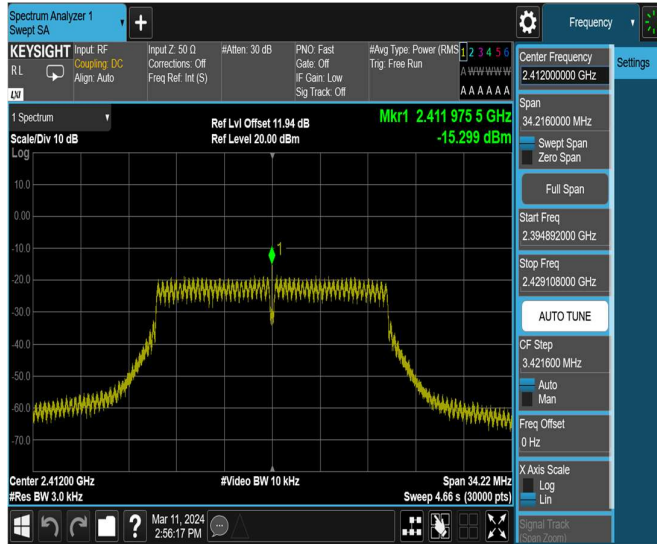 Spectrum Analyzer 1
Swept SA
+
Frequency
KEYSIGHT
R L
LXI
Input: RF
Coupling: DC
Align: Auto
Input Z: 50 Ω
Corrections: Off
Freq Ref: Int (S)
#Atten: 30 dB
PNO: Fast
Gate: Off
IF Gain: Low
Sig Track: Off
#Avg Type: Power (RMS
Trig: Free Run
1 2 3 4 5 6
A W W W W W
A A A A A A
1 Spectrum
Scale/Div 10 dB
Log
Ref Lvl Offset 11.94 dB
Ref Level 20.00 dBm
Mkr1 2.411 975 5 GHz
-15.299 dBm
10.0
0.00
-10.0
-20.0
-30.0
-40.0
-50.0
-60.0
-70.0
1
Center 2.41200 GHz
#Res BW 3.0 kHz
#Video BW 10 kHz
Span 34.22 MHz
Sweep 4.66 s (30000 pts)
Center Frequency
2.412000000 GHz
Settings
Span
34.2160000 MHz
Swept Span
Zero Span
Full Span
Start Freq
2.394892000 GHz
Stop Freq
2.429108000 GHz
AUTO TUNE
CF Step
3.421600 MHz
Auto
Man
Freq Offset
0 Hz
X Axis Scale
Log
Lin
Signal Track
(Span Zoom)
?
Mar 11, 2024
2:56:17 PM